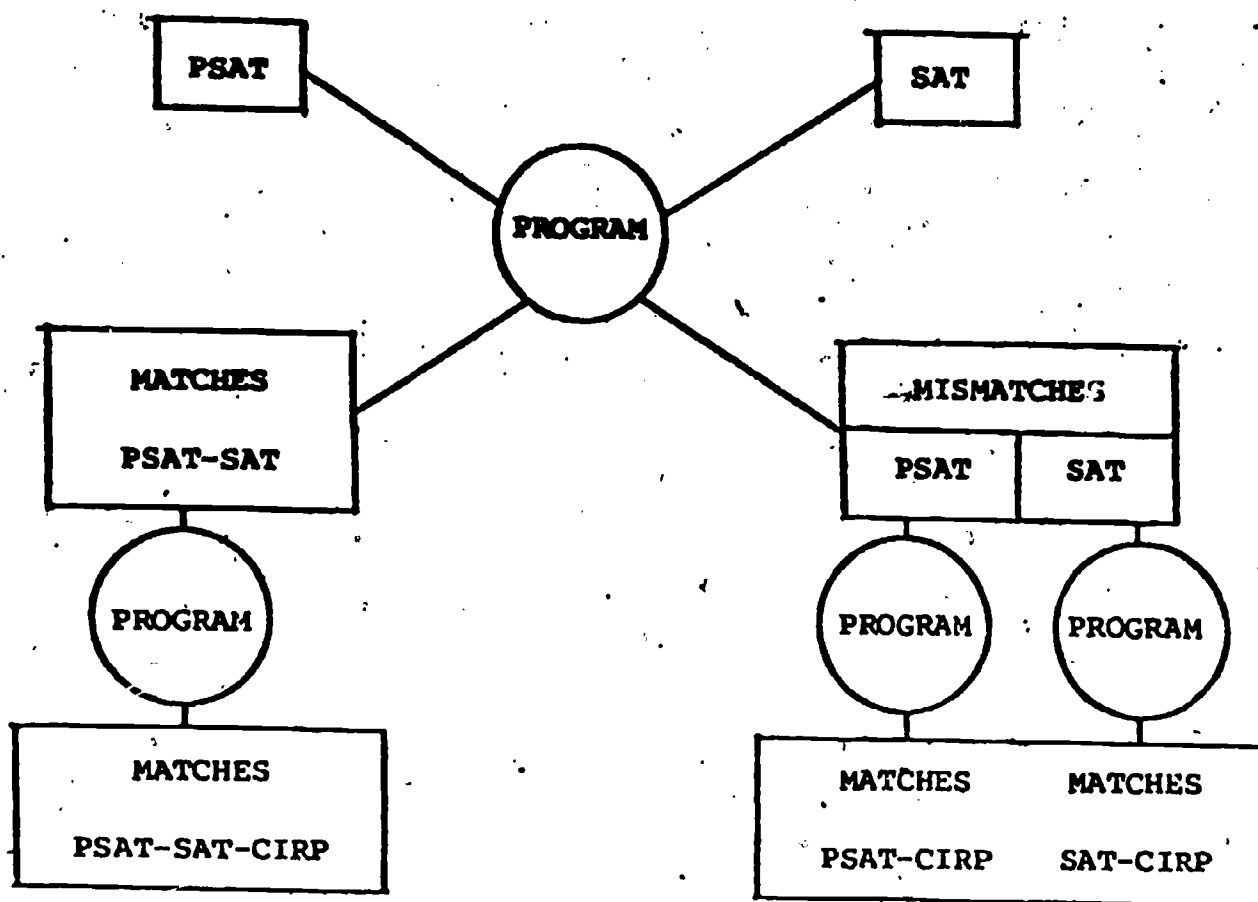 PSAT
SAT
PROGRAM
MATCHES
PSAT-SAT
MISMATCHES
PSAT SAT
PROGRAM
PROGRAM
PROGRAM
MATCHES
PSAT-SAT-CIRP
MATCHES MATCHES
PSAT-CIRP SAT-CIRP